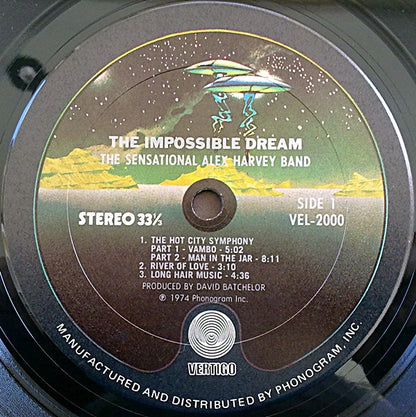 THE IMPOSSIBLE DREAM
THE SENSATIONAL ALEX HARVEY BAND
STEREO 33⅓
SIDE 1
VEL-2000
1. THE HOT CITY SYMPHONY
PART 1 - VAMBO - 5:02
PART 2 - MAN IN THE JAR - 8:11
2. RIVER OF LOVE - 3:10
3. LONG HAIR MUSIC - 4:36
PRODUCED BY DAVID BATCHELOR
℗ 1974 Phonogram Inc.
VERTIGO
MANUFACTURED AND DISTRIBUTED BY PHONOGRAM, INC.